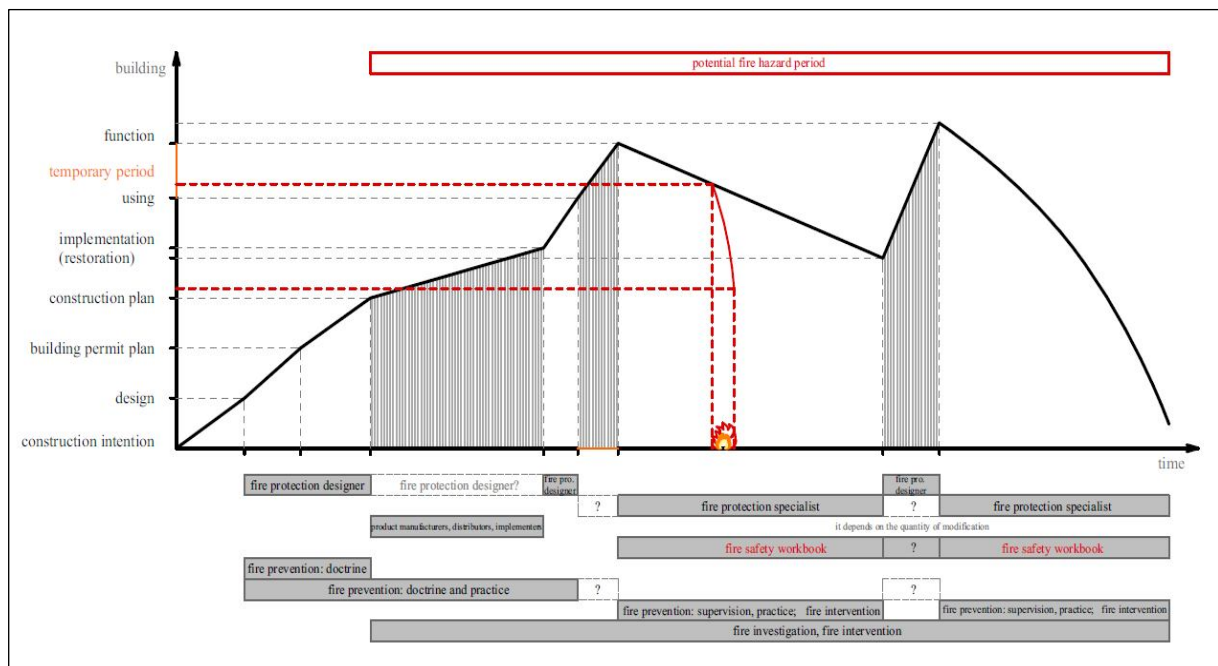 building
potential fire hazard period
function
temporary period
using
implementation
(restoration)
construction plan
building permit plan
design
construction intention
time
fire protection designer
fire protection designer?
fire pro.
designer
fire pro.
designer
?
fire protection specialist
?
fire protection specialist
product manufacturers, distributors, implementers
it depends on the quantity of modification
fire safety workbook
?
fire safety workbook
fire prevention: doctrine
fire prevention: doctrine and practice
?
?
fire prevention: supervision, practice; fire intervention
fire prevention: supervision, practice; fire intervention
fire investigation, fire intervention